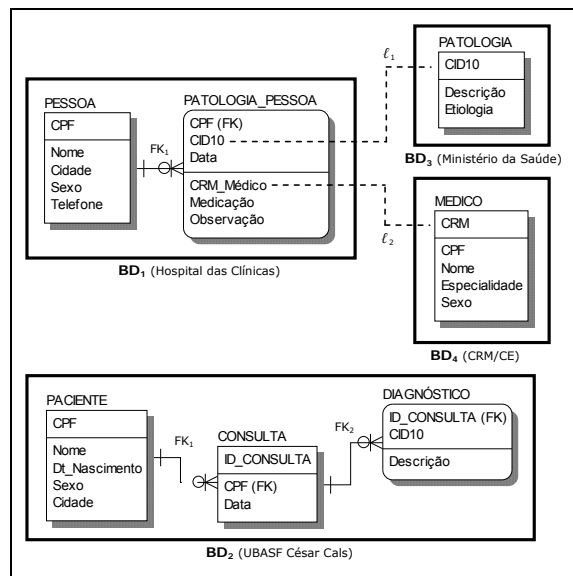 PATOLOGIA
CID10
Descrição
Etiologia
BD₃ (Ministério da Saúde)
ℓ₁
PESSOA
CPF
Nome
Cidade
Sexo
Telefone
FK₁
PATOLOGIA_PESSOA
CPF (FK)
CID10
Data
CRM_Médico
Medicação
Observação
BD₁ (Hospital das Clínicas)
ℓ₂
MEDICO
CRM
CPF
Nome
Especialidade
Sexo
BD₄ (CRM/CE)
PACIENTE
CPF
Nome
Dt_Nascimento
Sexo
Cidade
FK₁
CONSULTA
ID_CONSULTA
CPF (FK)
Data
FK₂
DIAGNÓSTICO
ID_CONSULTA (FK)
CID10
Descrição
BD₂ (UBASF César Cals)